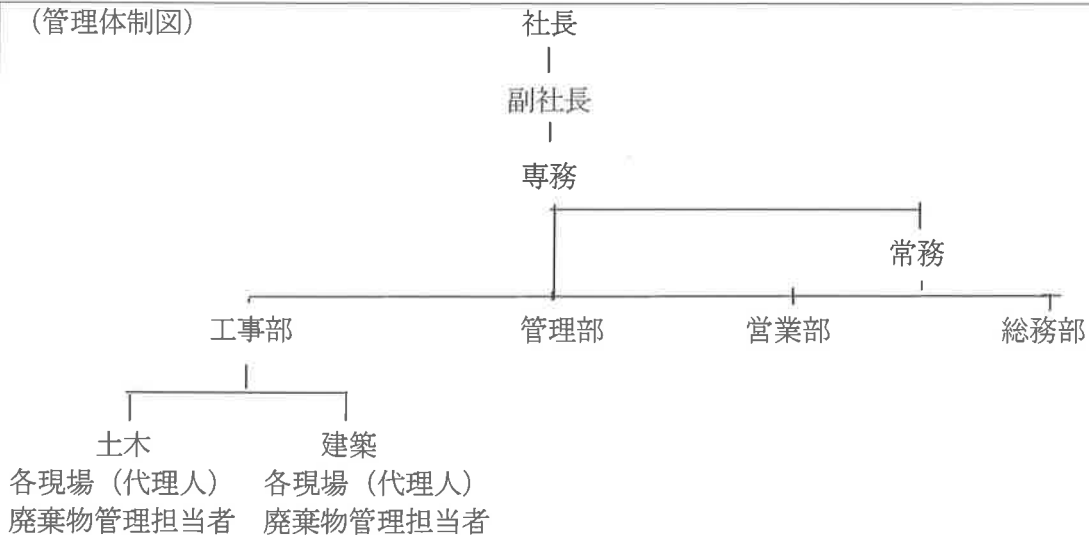 （管理体制図）
社長
副社長
専務
常務
工事部 管理部 営業部 総務部
土木 建築
各現場（代理人） 各現場（代理人）
廃棄物管理担当者 廃棄物管理担当者